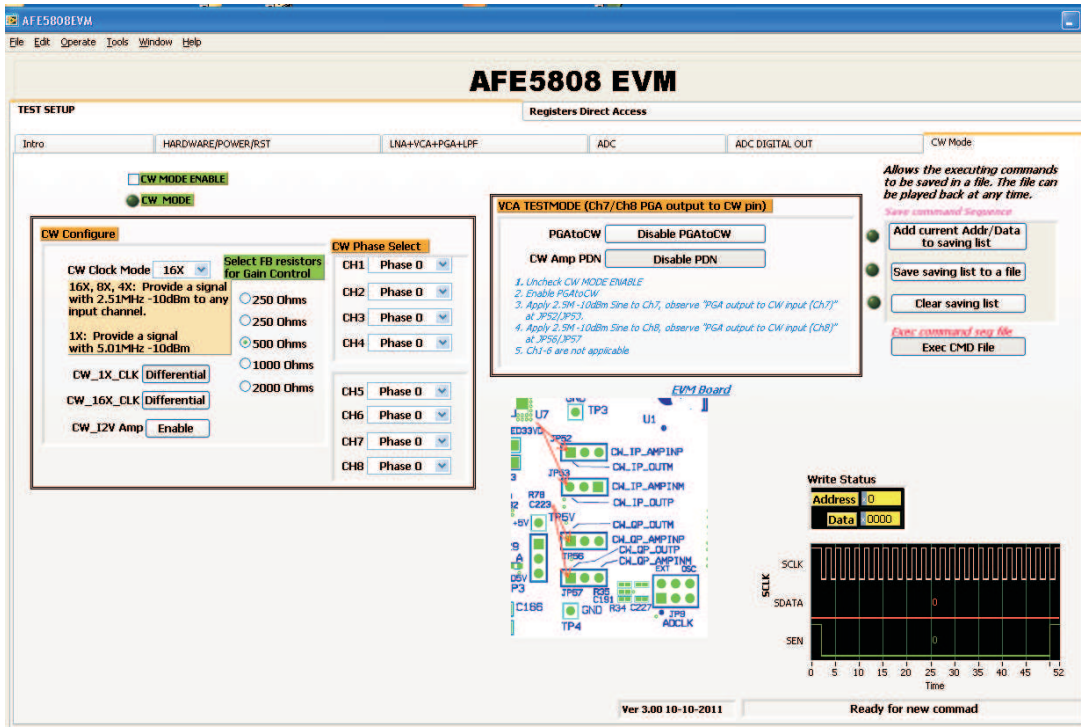 AFE5808EVM
File Edit Operate Tools Window Help
AFE5808 EVM
TEST SETUP
Registers Direct Access
Intro
HARDWARE/POWER/RST
LNA+VCA+PGA+LPF
ADC
ADC DIGITAL OUT
CW Mode
CW MODE ENABLE
CW MODE
CW Configure
CW Clock Mode 16X
16X, 8X, 4X: Provide a signal
with 2.51MHz -10dBm to any
input channel.
1X: Provide a signal
with 5.01MHz -10dBm
CW_1X_CLK Differential
CW_16X_CLK Differential
CW_I2V Amp Enable
Select FB resistors
for Gain Control
250 Ohms
250 Ohms
500 Ohms
1000 Ohms
2000 Ohms
CW Phase Select
CH1 Phase 0
CH2 Phase 0
CH3 Phase 0
CH4 Phase 0
CH5 Phase 0
CH6 Phase 0
CH7 Phase 0
CH8 Phase 0
VCA TESTMODE (Ch7/Ch8 PGA output to CW pin)
PGAtoCW Disable PGAtoCW
CW Amp PDN Disable PDN
1. Uncheck CW MODE ENABLE
2. Enable PGAtoCW
3. Apply 2.5M -10dBm Sine to Ch7, observe "PGA output to CW input (Ch7)"
at JP52/JP53.
4. Apply 2.5M -10dBm Sine to Ch8, observe "PGA output to CW input (Ch8)"
at JP56/JP57
5. Ch1-6 are not applicable
Allows the executing commands
to be saved in a file. The file can
be played back at any time.
Save command Sequence
Add current Addr/Data
to saving list
Save saving list to a file
Clear saving list
Exec command seq file
Exec CMD File
EVM Board
GND
U7
TP3
U1
JP52
CW_IP_AMPINP
CW_IP_OUTM
JP53
CW_IP_AMPINM
CW_IP_OUTP
R78
C223
+5V
TP5V
CW_QP_OUTM
CW_QP_AMPINP
CW_QP_OUTP
CW_QP_AMPINM
TP56
EXT OSC
JP57
R35
C191
C166
GND
R34
C227
JP9
TP4
ADCLK
Write Status
Address 0
Data x0000
SCLK
SCLK
SDATA
0
SEN
0
0 5 10 15 20 25 30 35 40 45 52
Time
Ver 3.00 10-10-2011
Ready for new commad